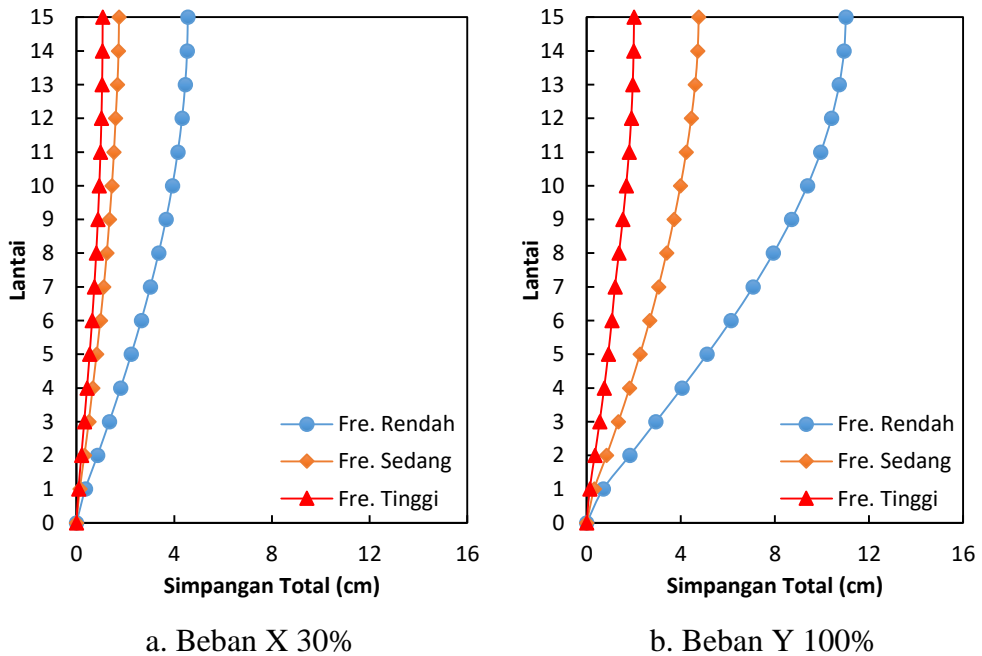 15
14
13
12
11
10
9
8
7
6
5
4
3
2
1
0
Lantai
Fre. Rendah
Fre. Sedang
Fre. Tinggi
0 4 8 12 16
Simpangan Total (cm)
a. Beban X 30%
15
14
13
12
11
10
9
8
7
6
5
4
3
2
1
0
Lantai
Fre. Rendah
Fre. Sedang
Fre. Tinggi
0 4 8 12 16
Simpangan Total (cm)
b. Beban Y 100%